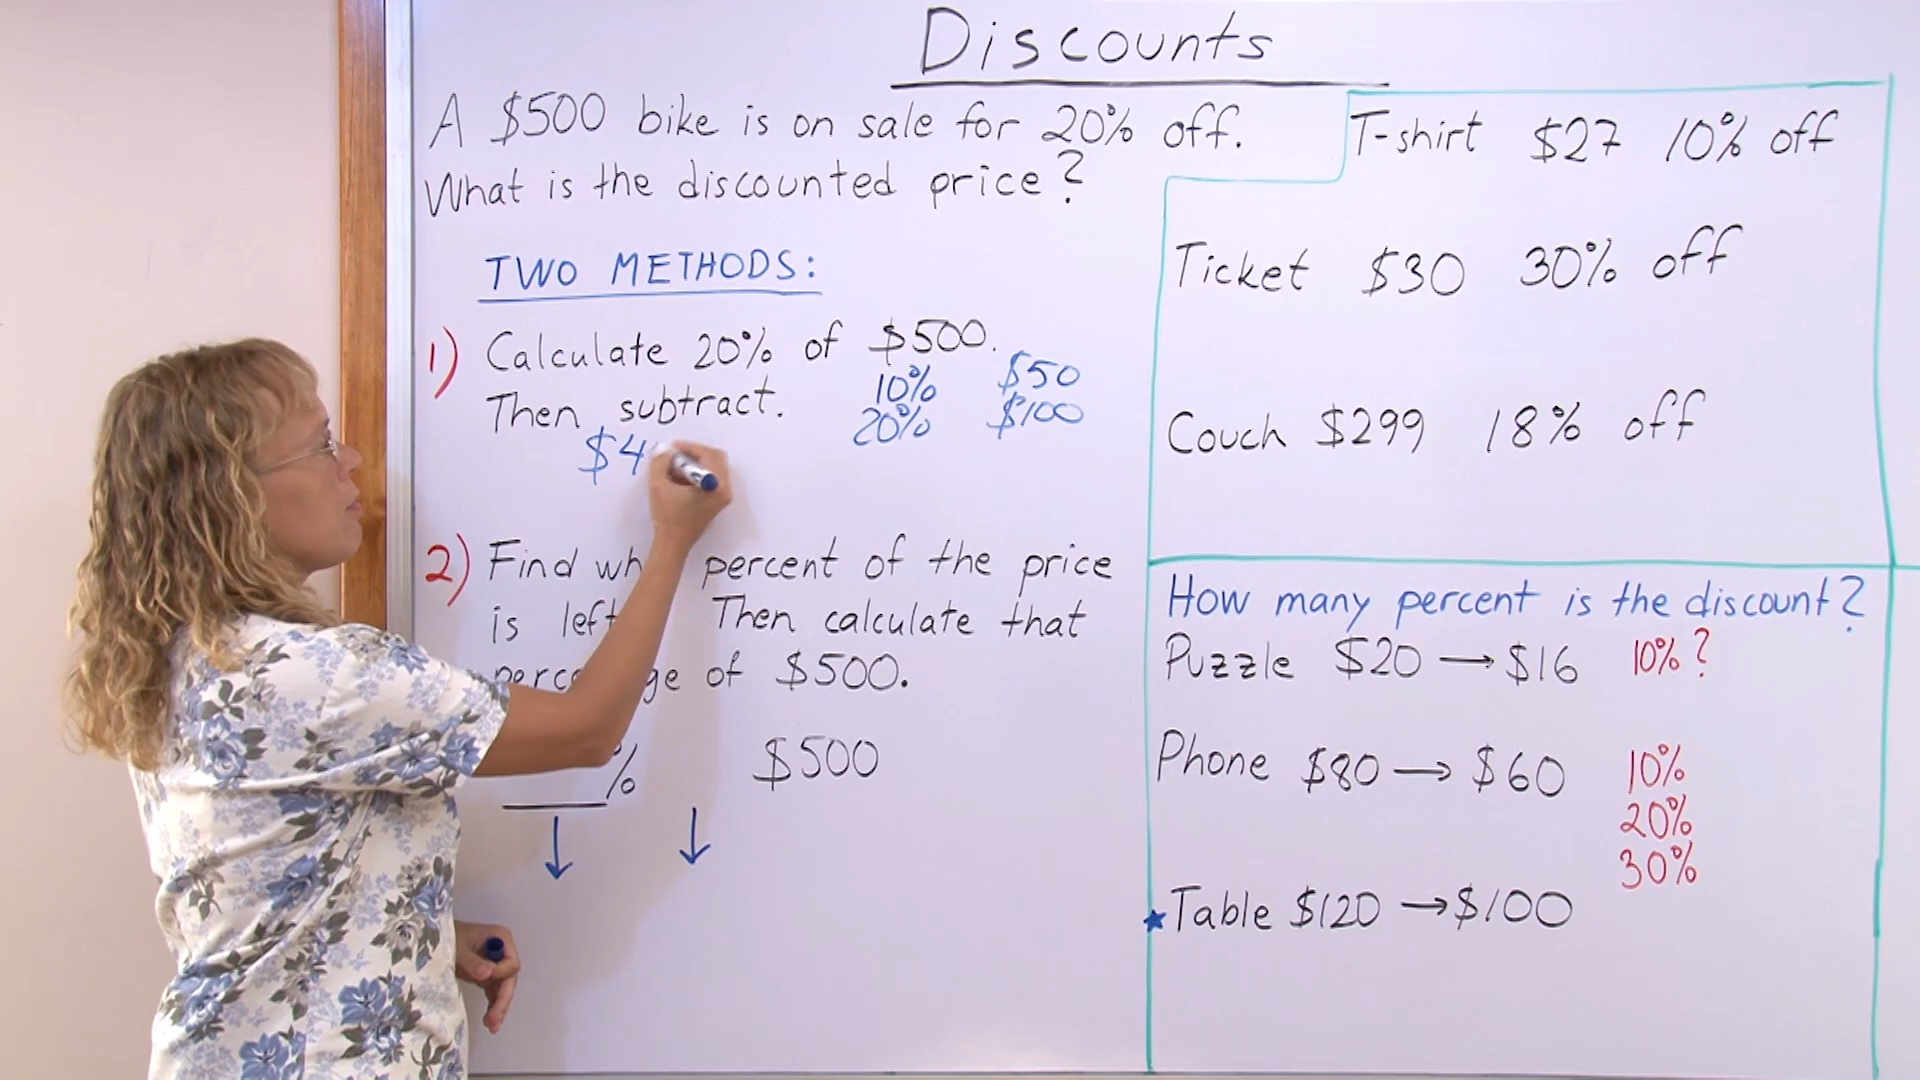 Discounts
A $500 bike is on sale for 20% off.
What is the discounted price?
TWO METHODS:
1) Calculate 20% of $500.
Then subtract.
10% $50
20% $100
$4
2) Find percent of the price
is left Then calculate that
of $500.
% $500
T-shirt $27 10% off
Ticket $30 30% off
Couch $299 18% off
How many percent is the discount?
Puzzle $20 → $16 10%?
Phone $80 → $60 10%
20%
30%
★Table $120 → $100